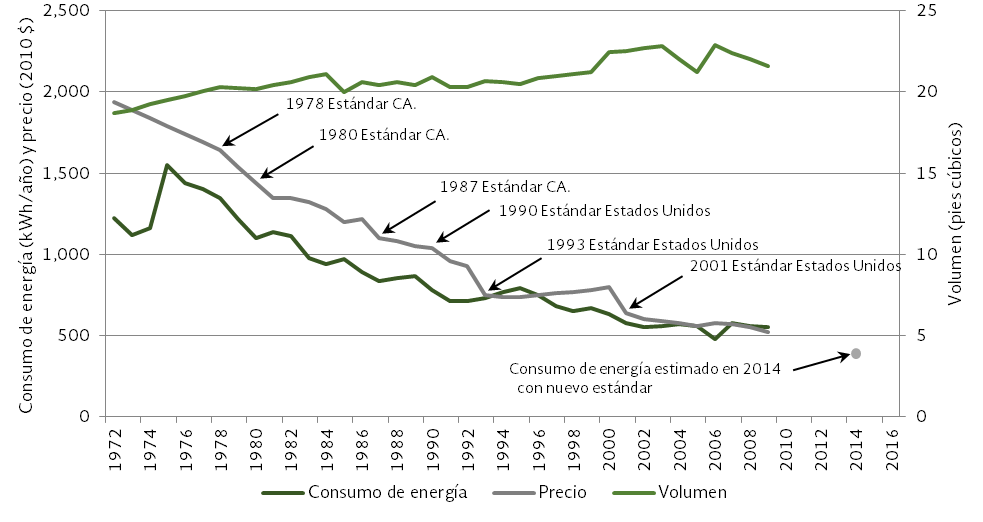 Consumo de energía (kWh/año) y precio (2010 $)
2,500
2,000
1,500
1,000
500
0
25
20
15
10
5
0
Volumen (pies cúbicos)
1978 Estándar CA.
1980 Estándar CA.
1987 Estándar CA.
1990 Estándar Estados Unidos
1993 Estándar Estados Unidos
2001 Estándar Estados Unidos
Consumo de energía estimado en 2014
con nuevo estándar
1972 1974 1976 1978 1980 1982 1984 1986 1988 1990 1992 1994 1996 1998 2000 2002 2004 2006 2008 2010 2012 2014 2016
Consumo de energía Precio Volumen